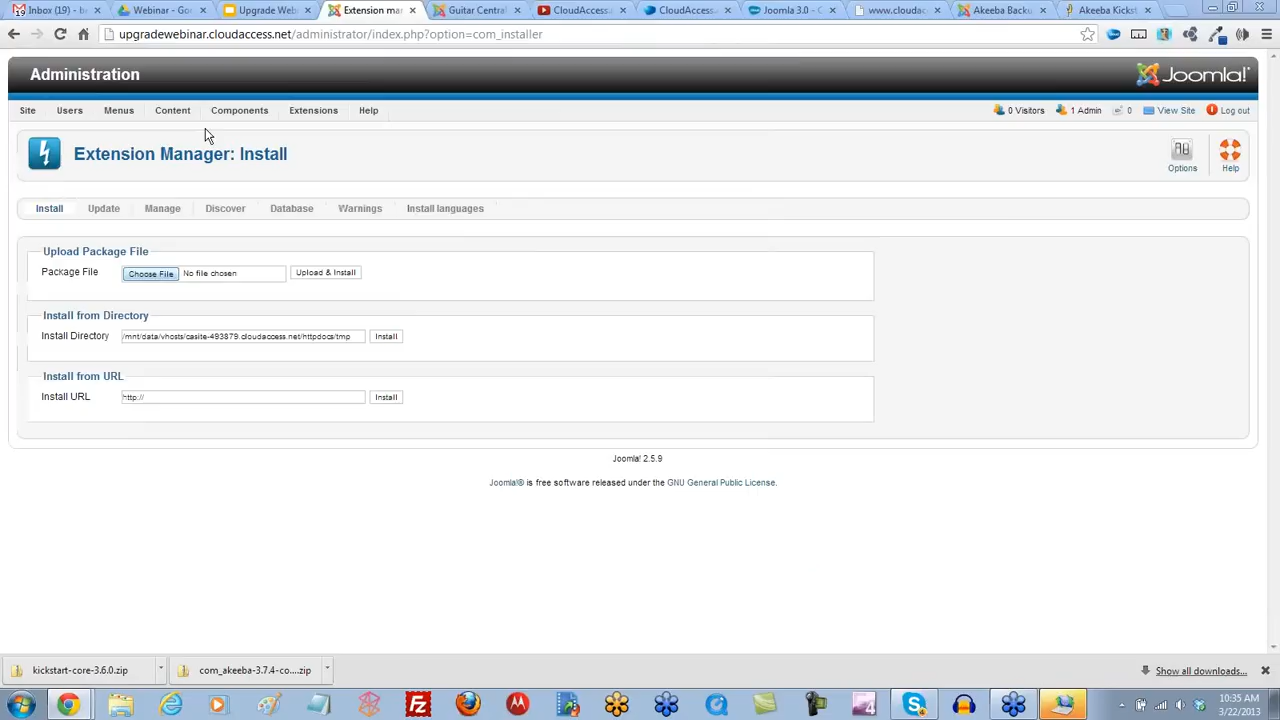 Inbox (19) - b
Webinar - Goo
Upgrade Web
Extension ma
Guitar Central
CloudAccess.
CloudAccess.
Joomla 3.0 - C
www.cloudac
Akeeba Backu
Akeeba Kickst
upgradewebinar.cloudaccess.net/administrator/index.php?option=com_installer
Administration
Joomla!
Site Users Menus Content Components Extensions Help
0 Visitors 1 Admin 0 View Site Log out
Extension Manager: Install
Options Help
Install Update Manage Discover Database Warnings Install languages
Upload Package File
Package File Choose File No file chosen Upload & Install
Install from Directory
Install Directory /mnt/data/vhosts/casite-493879.cloudaccess.net/httpdocs/tmp Install
Install from URL
Install URL http:// Install
Joomla! 2.5.9
Joomla!® is free software released under the GNU General Public License.
kickstart-core-3.6.0.zip
com_akeeba-3.7.4-co....zip
Show all downloads...
10:35 AM
3/22/2013